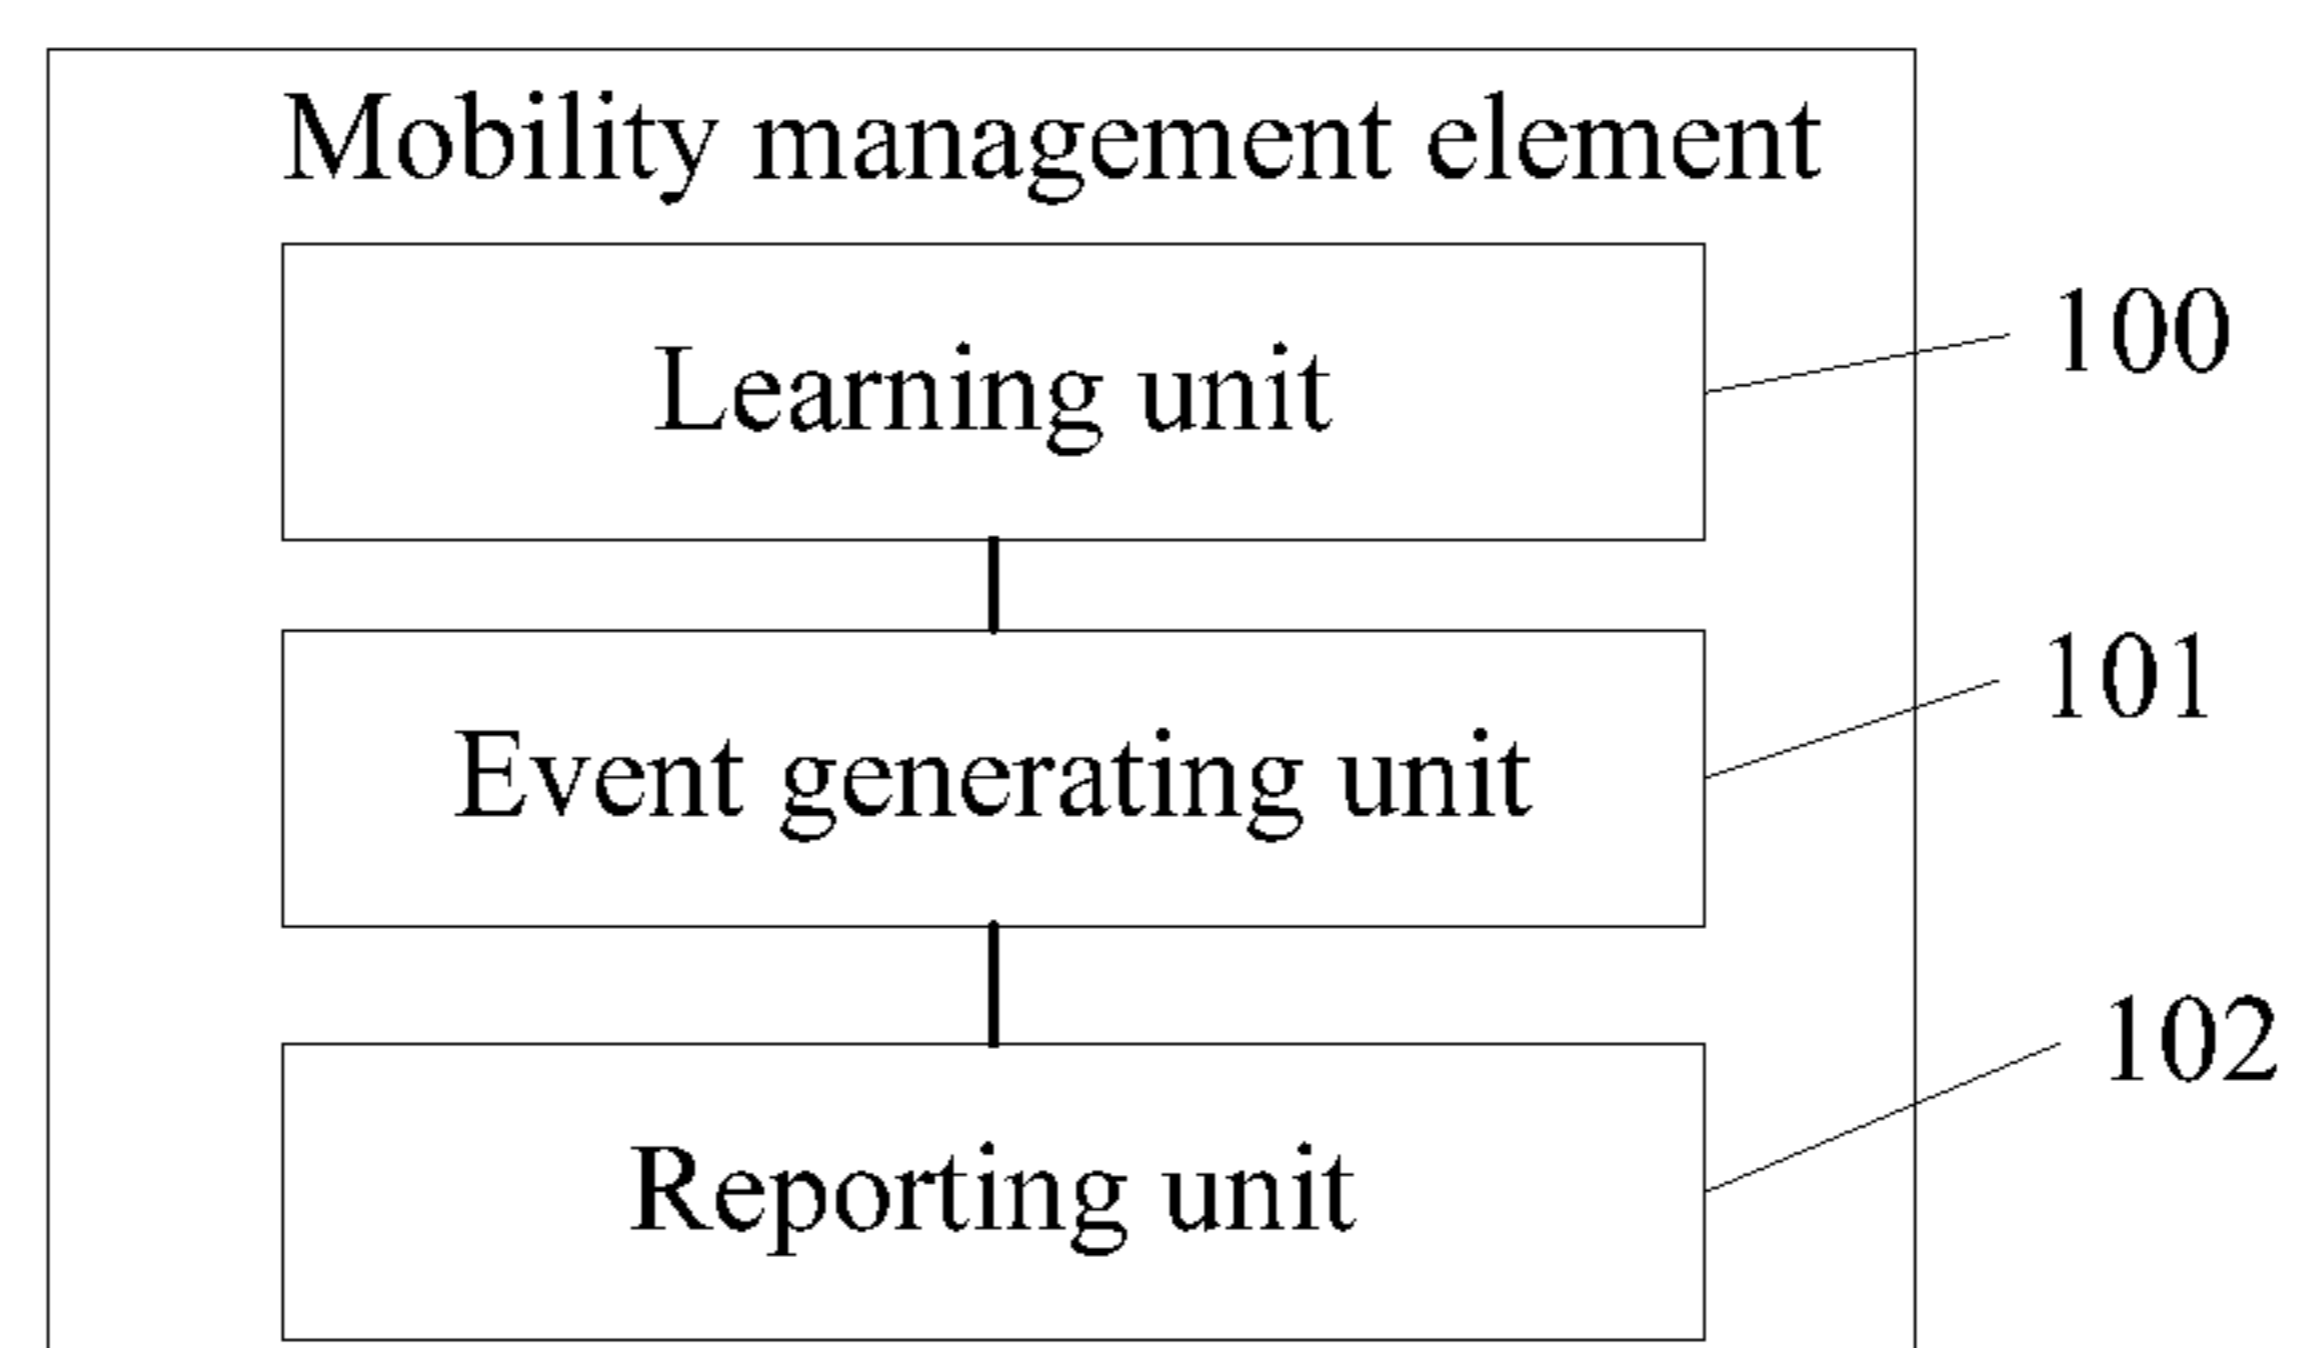 Mobility management element
Learning unit
100
Event generating unit
101
Reporting unit
102